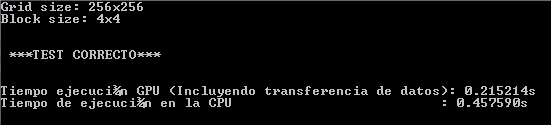 Grid size: 256x256
Block size: 4x4
***TEST CORRECTO***
Tiempo ejecuci¾n GPU (Incluyendo transferencia de datos): 0.215214s
Tiempo de ejecuci¾n en la CPU : 0.457590s